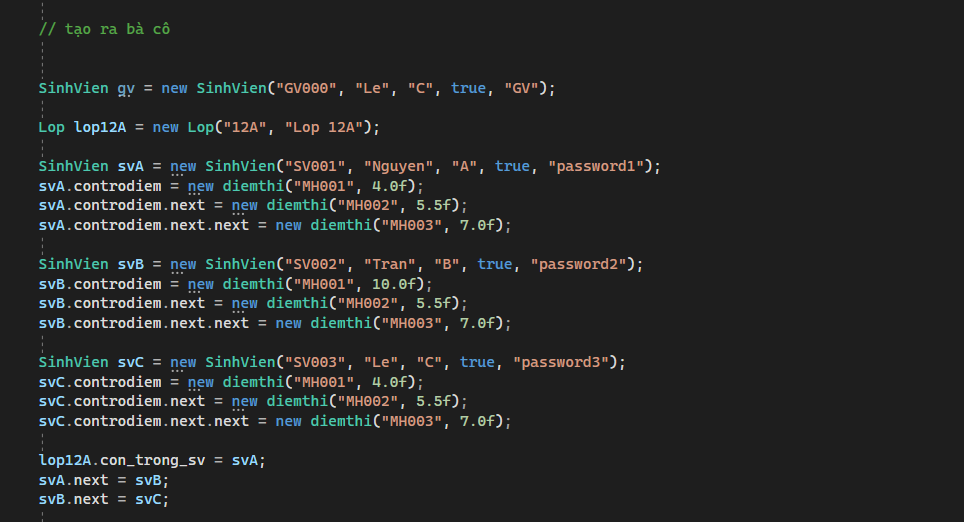 // tạo ra bà cô
SinhVien gv = new SinhVien("GV000", "Le", "C", true, "GV");
Lop lop12A = new Lop("12A", "Lop 12A");
SinhVien svA = new SinhVien("SV001", "Nguyen", "A", true, "password1");
svA.controdiem = new diemthi("MH001", 4.0f);
svA.controdiem.next = new diemthi("MH002", 5.5f);
svA.controdiem.next.next = new diemthi("MH003", 7.0f);
SinhVien svB = new SinhVien("SV002", "Tran", "B", true, "password2");
svB.controdiem = new diemthi("MH001", 10.0f);
svB.controdiem.next = new diemthi("MH002", 5.5f);
svB.controdiem.next.next = new diemthi("MH003", 7.0f);
SinhVien svC = new SinhVien("SV003", "Le", "C", true, "password3");
svC.controdiem = new diemthi("MH001", 4.0f);
svC.controdiem.next = new diemthi("MH002", 5.5f);
svC.controdiem.next.next = new diemthi("MH003", 7.0f);
lop12A.con_trong_sv = svA;
svA.next = svB;
svB.next = svC;